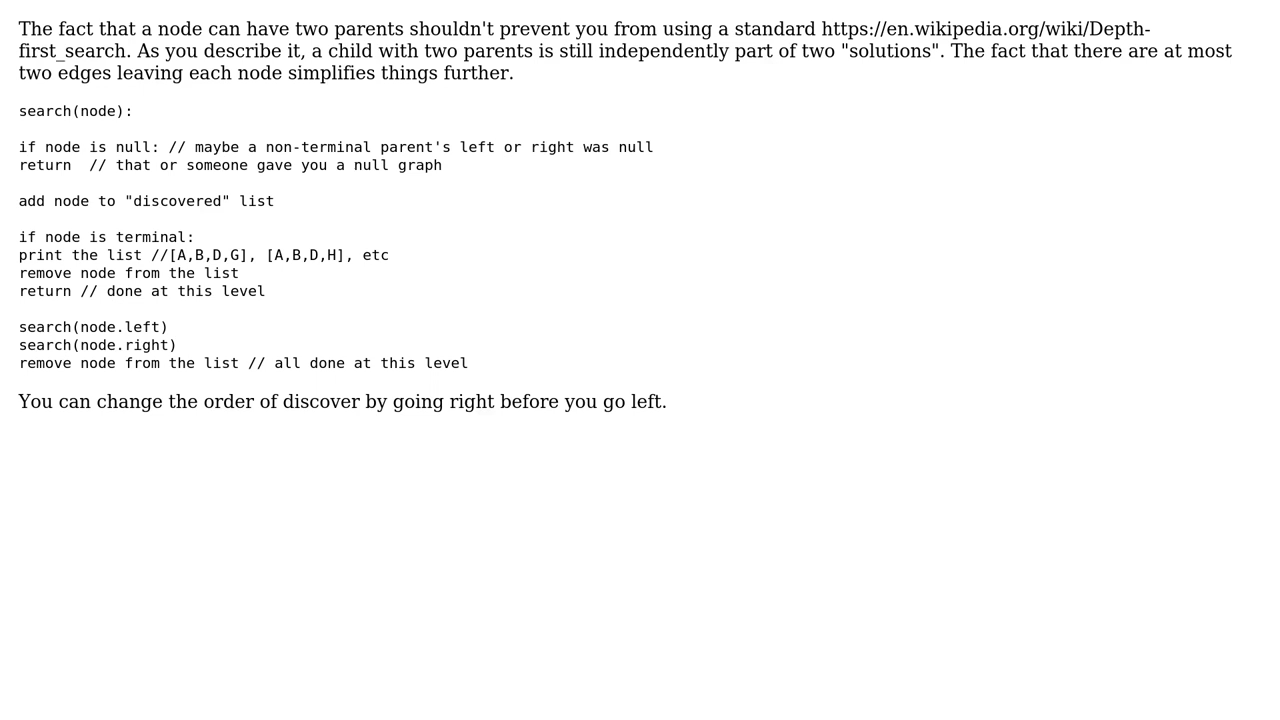 The fact that a node can have two parents shouldn't prevent you from using a standard https://en.wikipedia.org/wiki/Depth-
first_search. As you describe it, a child with two parents is still independently part of two "solutions". The fact that there are at most
two edges leaving each node simplifies things further.
search(node):
if node is null: // maybe a non-terminal parent's left or right was null
return  // that or someone gave you a null graph
add node to "discovered" list
if node is terminal:
print the list //[A,B,D,G], [A,B,D,H], etc
remove node from the list
return // done at this level
search(node.left)
search(node.right)
remove node from the list // all done at this level
You can change the order of discover by going right before you go left.